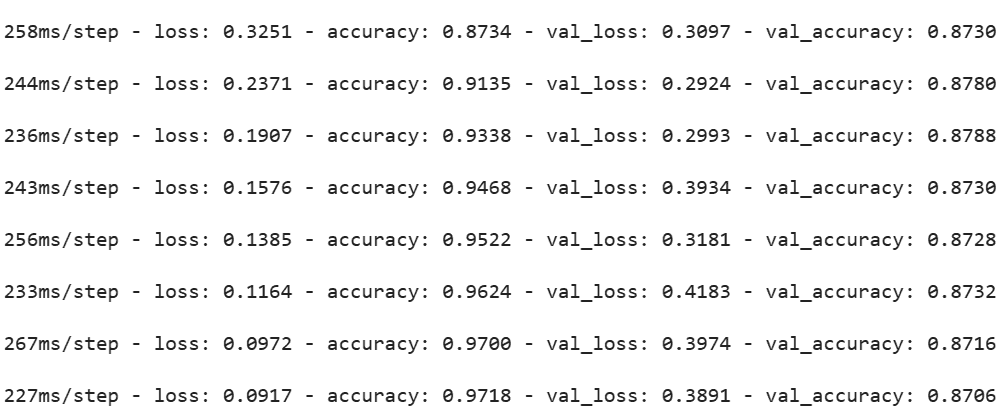 258ms/step - loss: 0.3251 - accuracy: 0.8734 - val_loss: 0.3097 - val_accuracy: 0.8730
244ms/step - loss: 0.2371 - accuracy: 0.9135 - val_loss: 0.2924 - val_accuracy: 0.8780
236ms/step - loss: 0.1907 - accuracy: 0.9338 - val_loss: 0.2993 - val_accuracy: 0.8788
243ms/step - loss: 0.1576 - accuracy: 0.9468 - val_loss: 0.3934 - val_accuracy: 0.8730
256ms/step - loss: 0.1385 - accuracy: 0.9522 - val_loss: 0.3181 - val_accuracy: 0.8728
233ms/step - loss: 0.1164 - accuracy: 0.9624 - val_loss: 0.4183 - val_accuracy: 0.8732
267ms/step - loss: 0.0972 - accuracy: 0.9700 - val_loss: 0.3974 - val_accuracy: 0.8716
227ms/step - loss: 0.0917 - accuracy: 0.9718 - val_loss: 0.3891 - val_accuracy: 0.8706